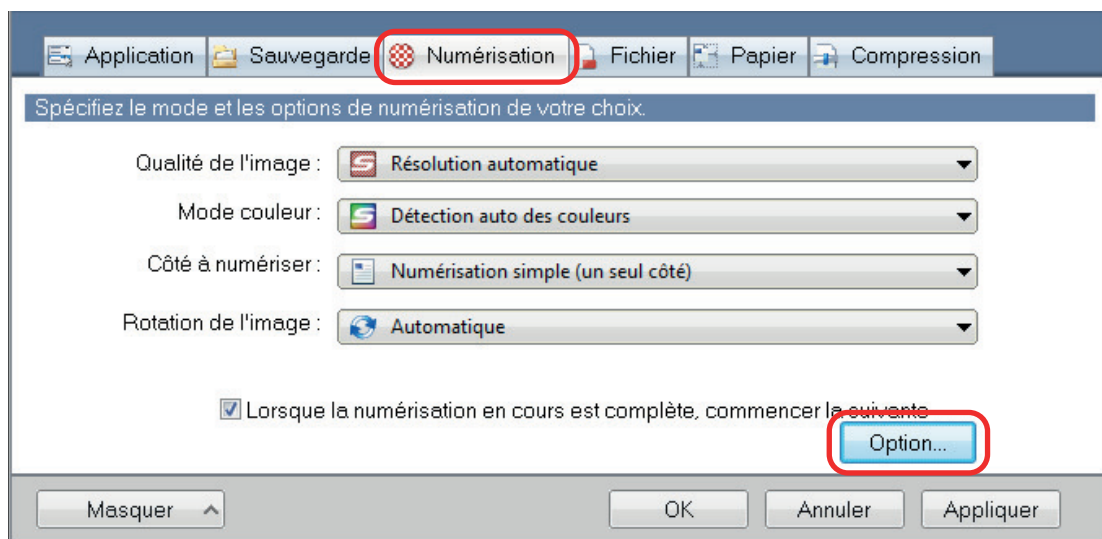 Application Sauvegarde Numérisation Fichier Papier Compression
Spécifiez le mode et les options de numérisation de votre choix.
Qualité de l'image : Résolution automatique
Mode couleur : Détection auto des couleurs
Côté à numériser : Numérisation simple (un seul côté)
Rotation de l'image : Automatique
Lorsque la numérisation en cours est complète, commencer la suivante
Option...
Masquer OK Annuler Appliquer